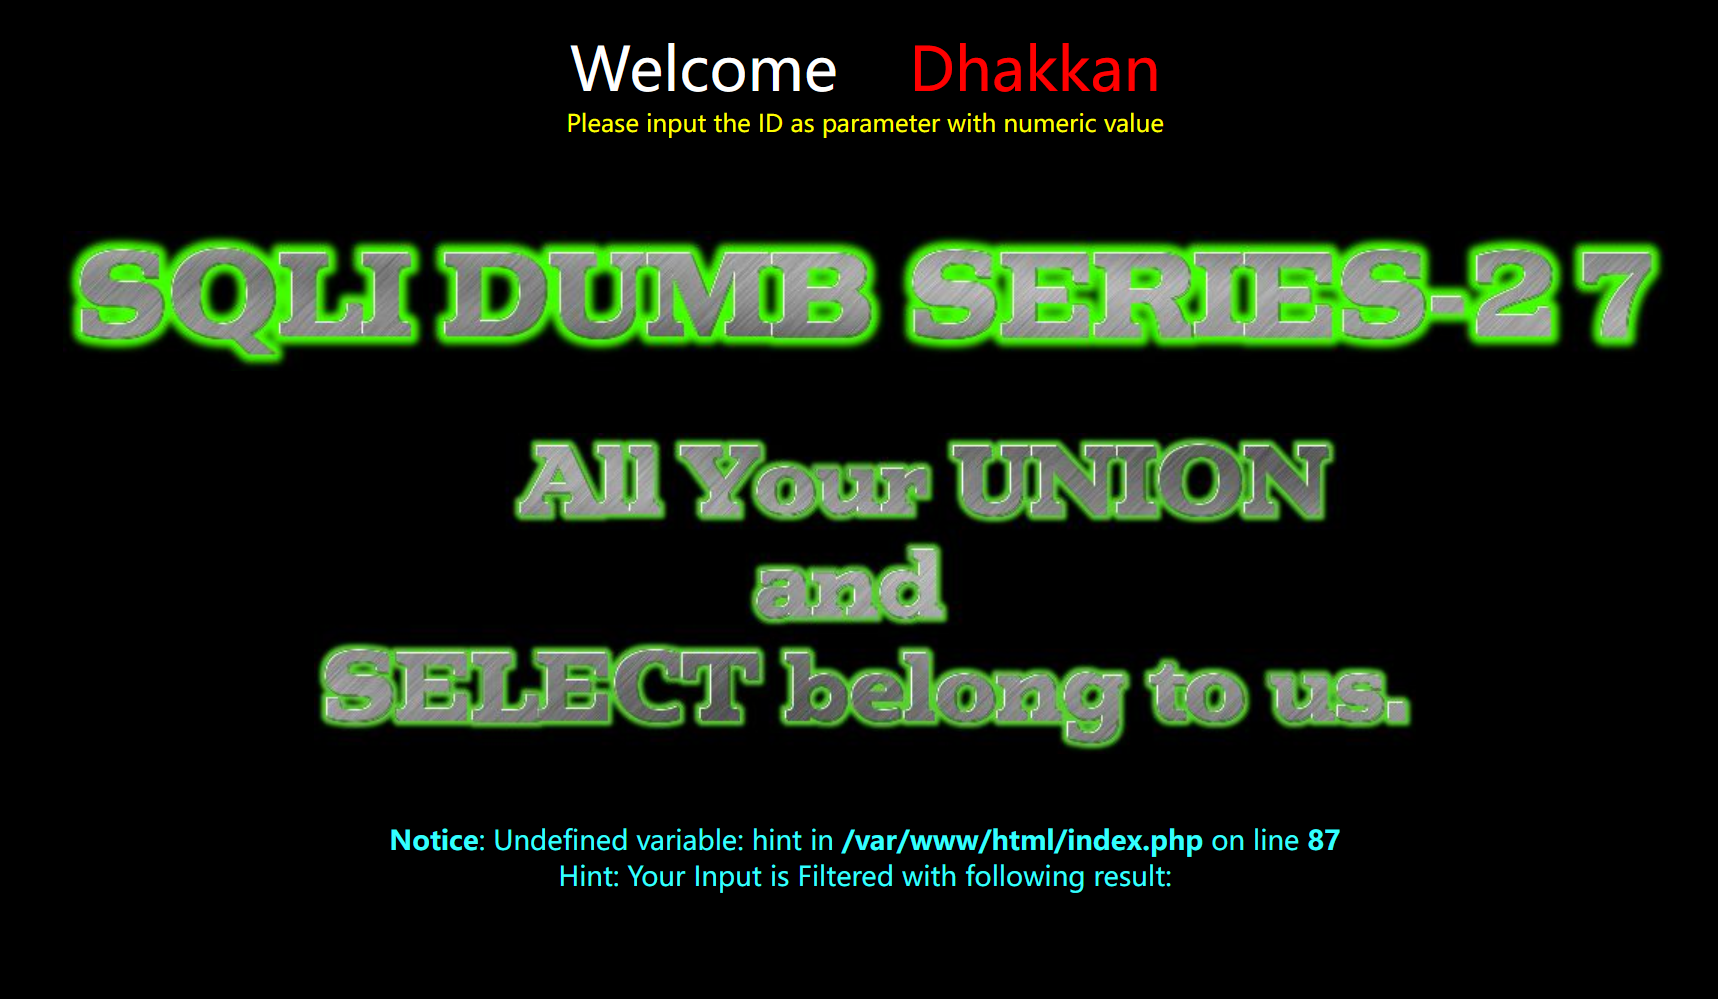 Welcome Dhakkan
Please input the ID as parameter with numeric value
SQLI DUMB SERIES-27
All Your UNION
and
SELECT belong to us.
Notice: Undefined variable: hint in /var/www/html/index.php on line 87
Hint: Your Input is Filtered with following result: